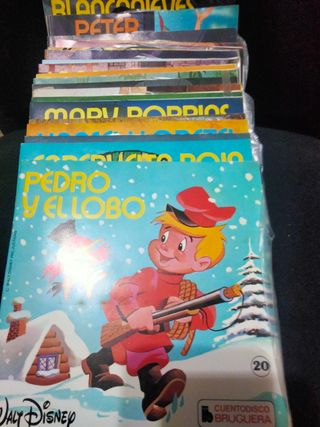 BLANCANIEVES
PETER
MARY POPPINS
CAPERUCITA ROJA
PEDRO
Y EL LOBO
20
WALT DISNEY
CUENTODISCO
BRUGUERA